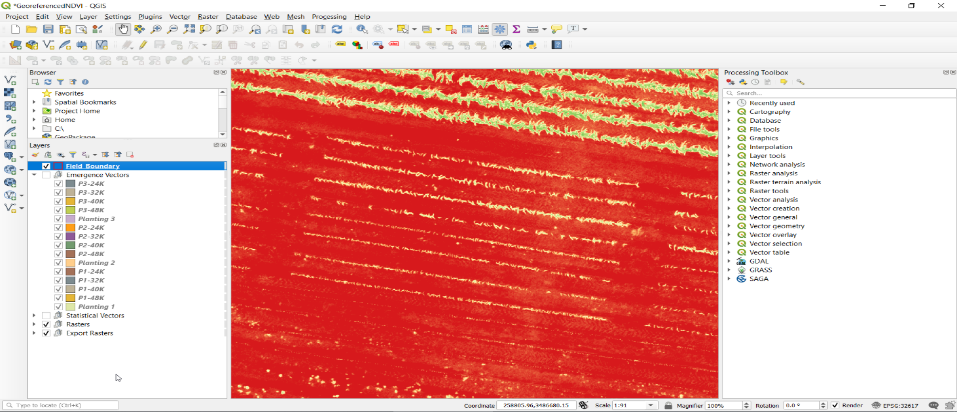 *GeoreferencedNDVI - QGIS
Project Edit View Layer Settings Plugins Vector Raster Database Web Mesh Processing Help
Browser
Favorites
Spatial Bookmarks
Project Home
Home
C:\
GeoPackage
Layers
Field_Boundary
Emergence Vectors
P3-24K
P3-32K
P3-40K
P3-48K
Planting 3
P2-24K
P2-32K
P2-40K
P2-48K
Planting 2
P1-24K
P1-32K
P1-40K
P1-48K
Planting 1
Statistical Vectors
Rasters
Export Rasters
Processing Toolbox
Search...
Recently used
Cartography
Database
File tools
Graphics
Interpolation
Layer tools
Network analysis
Raster analysis
Raster terrain analysis
Raster tools
Vector analysis
Vector creation
Vector general
Vector geometry
Vector overlay
Vector selection
Vector table
GDAL
GRASS
SAGA
Type to locate (Ctrl+K) Coordinate 258805.96,3486680.15 Scale 1:91 Magnifier 100% Rotation 0.0 ° Render EPSG:32617